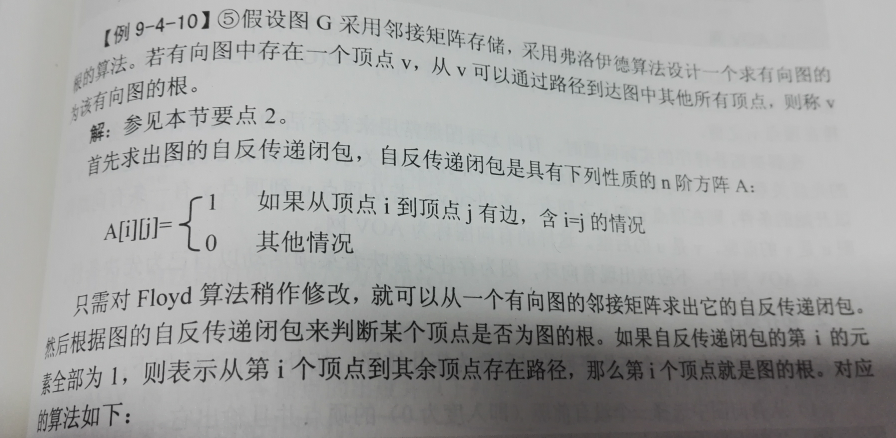 【例 9-4-10】⑤假设图 G 采用邻接矩阵存储，采用弗洛伊德算法设计一个求有向图的
根的算法。若有向图中存在一个顶点 v，从 v 可以通过路径到达图中其他所有顶点，则称 v
为该有向图的根。
解：参见本节要点 2。
首先求出图的自反传递闭包，自反传递闭包是具有下列性质的 n 阶方阵 A：
A[i][j]={1 如果从顶点 i 到顶点 j 有边，含 i=j 的情况
0 其他情况
只需对 Floyd 算法稍作修改，就可以从一个有向图的邻接矩阵求出它的自反传递闭包。
然后根据图的自反传递闭包来判断某个顶点是否为图的根。如果自反传递闭包的第 i 的元
素全部为 1，则表示从第 i 个顶点到其余顶点存在路径，那么第 i 个顶点就是图的根。对应
的算法如下：